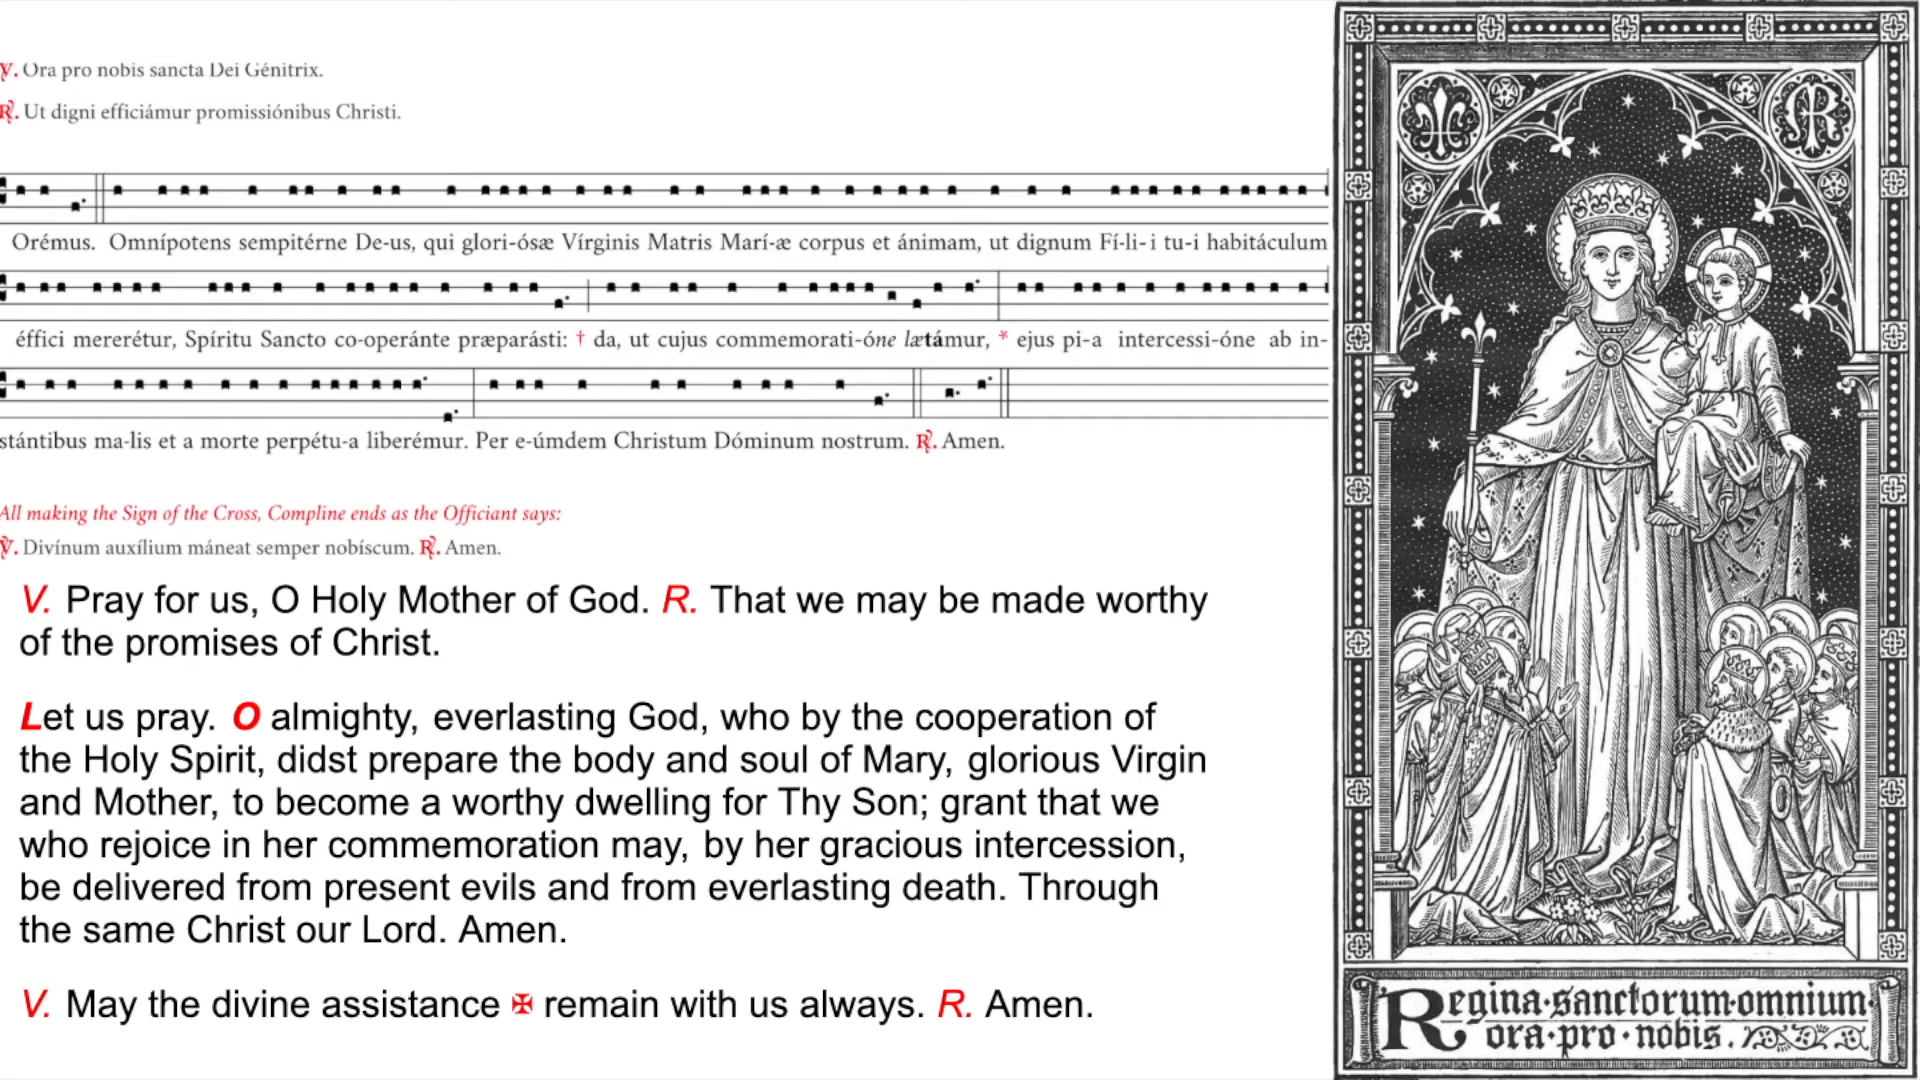 ℣. Ora pro nobis sancta Dei Génitrix.
℟. Ut digni efficiámur promissiónibus Christi.
Orémus. Omnípotens sempitérne De-us, qui glori-ósæ Vírginis Matris Marí-æ corpus et ánimam, ut dignum Fí-li-i tu-i habitáculum
éffici mererétur, Spíritu Sancto co-operánte præparásti: † da, ut cujus commemorati-óne lætámur, * ejus pi-a intercessi-óne ab in-
stántibus ma-lis et a morte perpétu-a liberémur. Per e-úmdem Christum Dóminum nostrum. ℟. Amen.
All making the Sign of the Cross, Compline ends as the Officiant says:
℣. Divínum auxílium máneat semper nobíscum. ℟. Amen.
V. Pray for us, O Holy Mother of God. R. That we may be made worthy
of the promises of Christ.
Let us pray. O almighty, everlasting God, who by the cooperation of
the Holy Spirit, didst prepare the body and soul of Mary, glorious Virgin
and Mother, to become a worthy dwelling for Thy Son; grant that we
who rejoice in her commemoration may, by her gracious intercession,
be delivered from present evils and from everlasting death. Through
the same Christ our Lord. Amen.
V. May the divine assistance ✠ remain with us always. R. Amen.
Regina·sanctorum·omnium·
ora·pro·nobis.